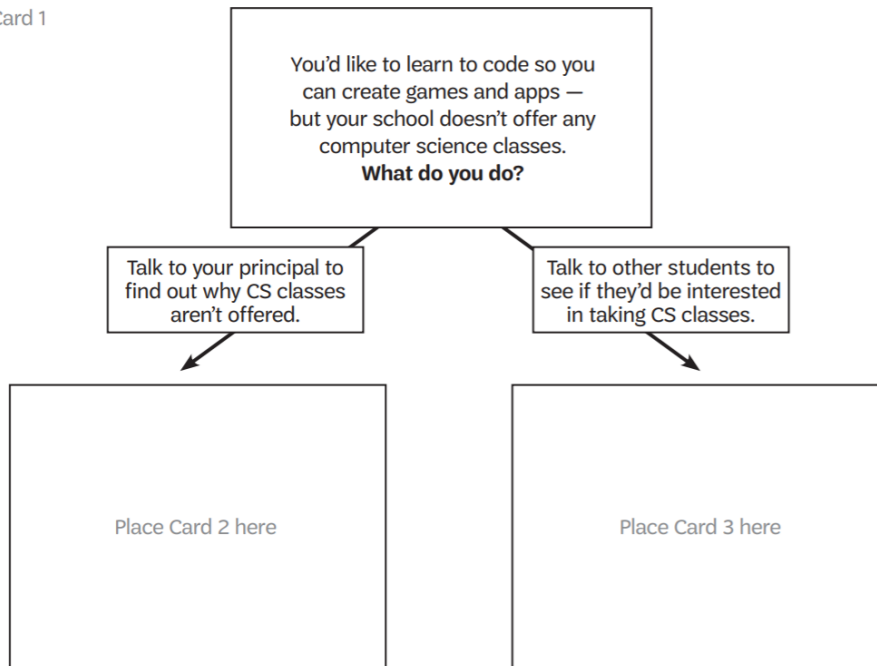 Card 1
You’d like to learn to code so you
can create games and apps —
but your school doesn’t offer any
computer science classes.
What do you do?
Talk to your principal to
find out why CS classes
aren’t offered.
Talk to other students to
see if they’d be interested
in taking CS classes.
Place Card 2 here
Place Card 3 here